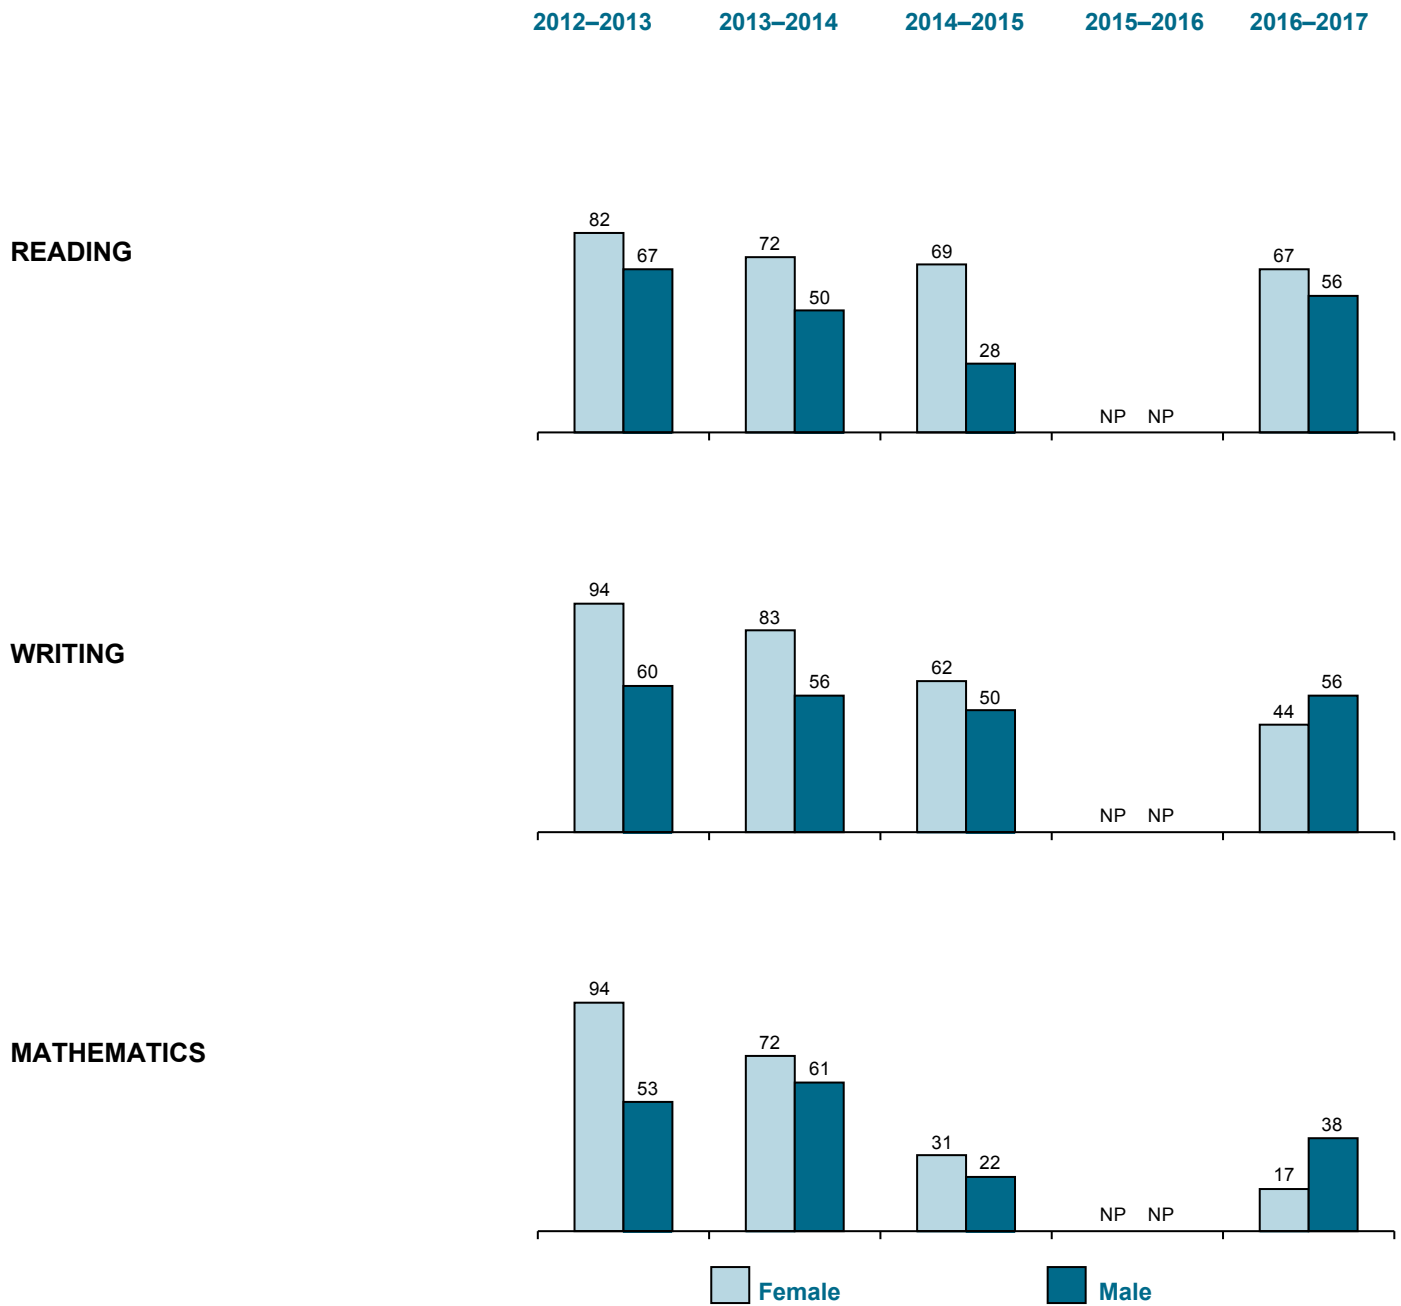 2012–2013 2013–2014 2014–2015 2015–2016 2016–2017
READING
82 67 72 50 69 28 NP NP 67 56
WRITING
94 60 83 56 62 50 NP NP 44 56
MATHEMATICS
94 53 72 61 31 22 NP NP 17 38
Female Male